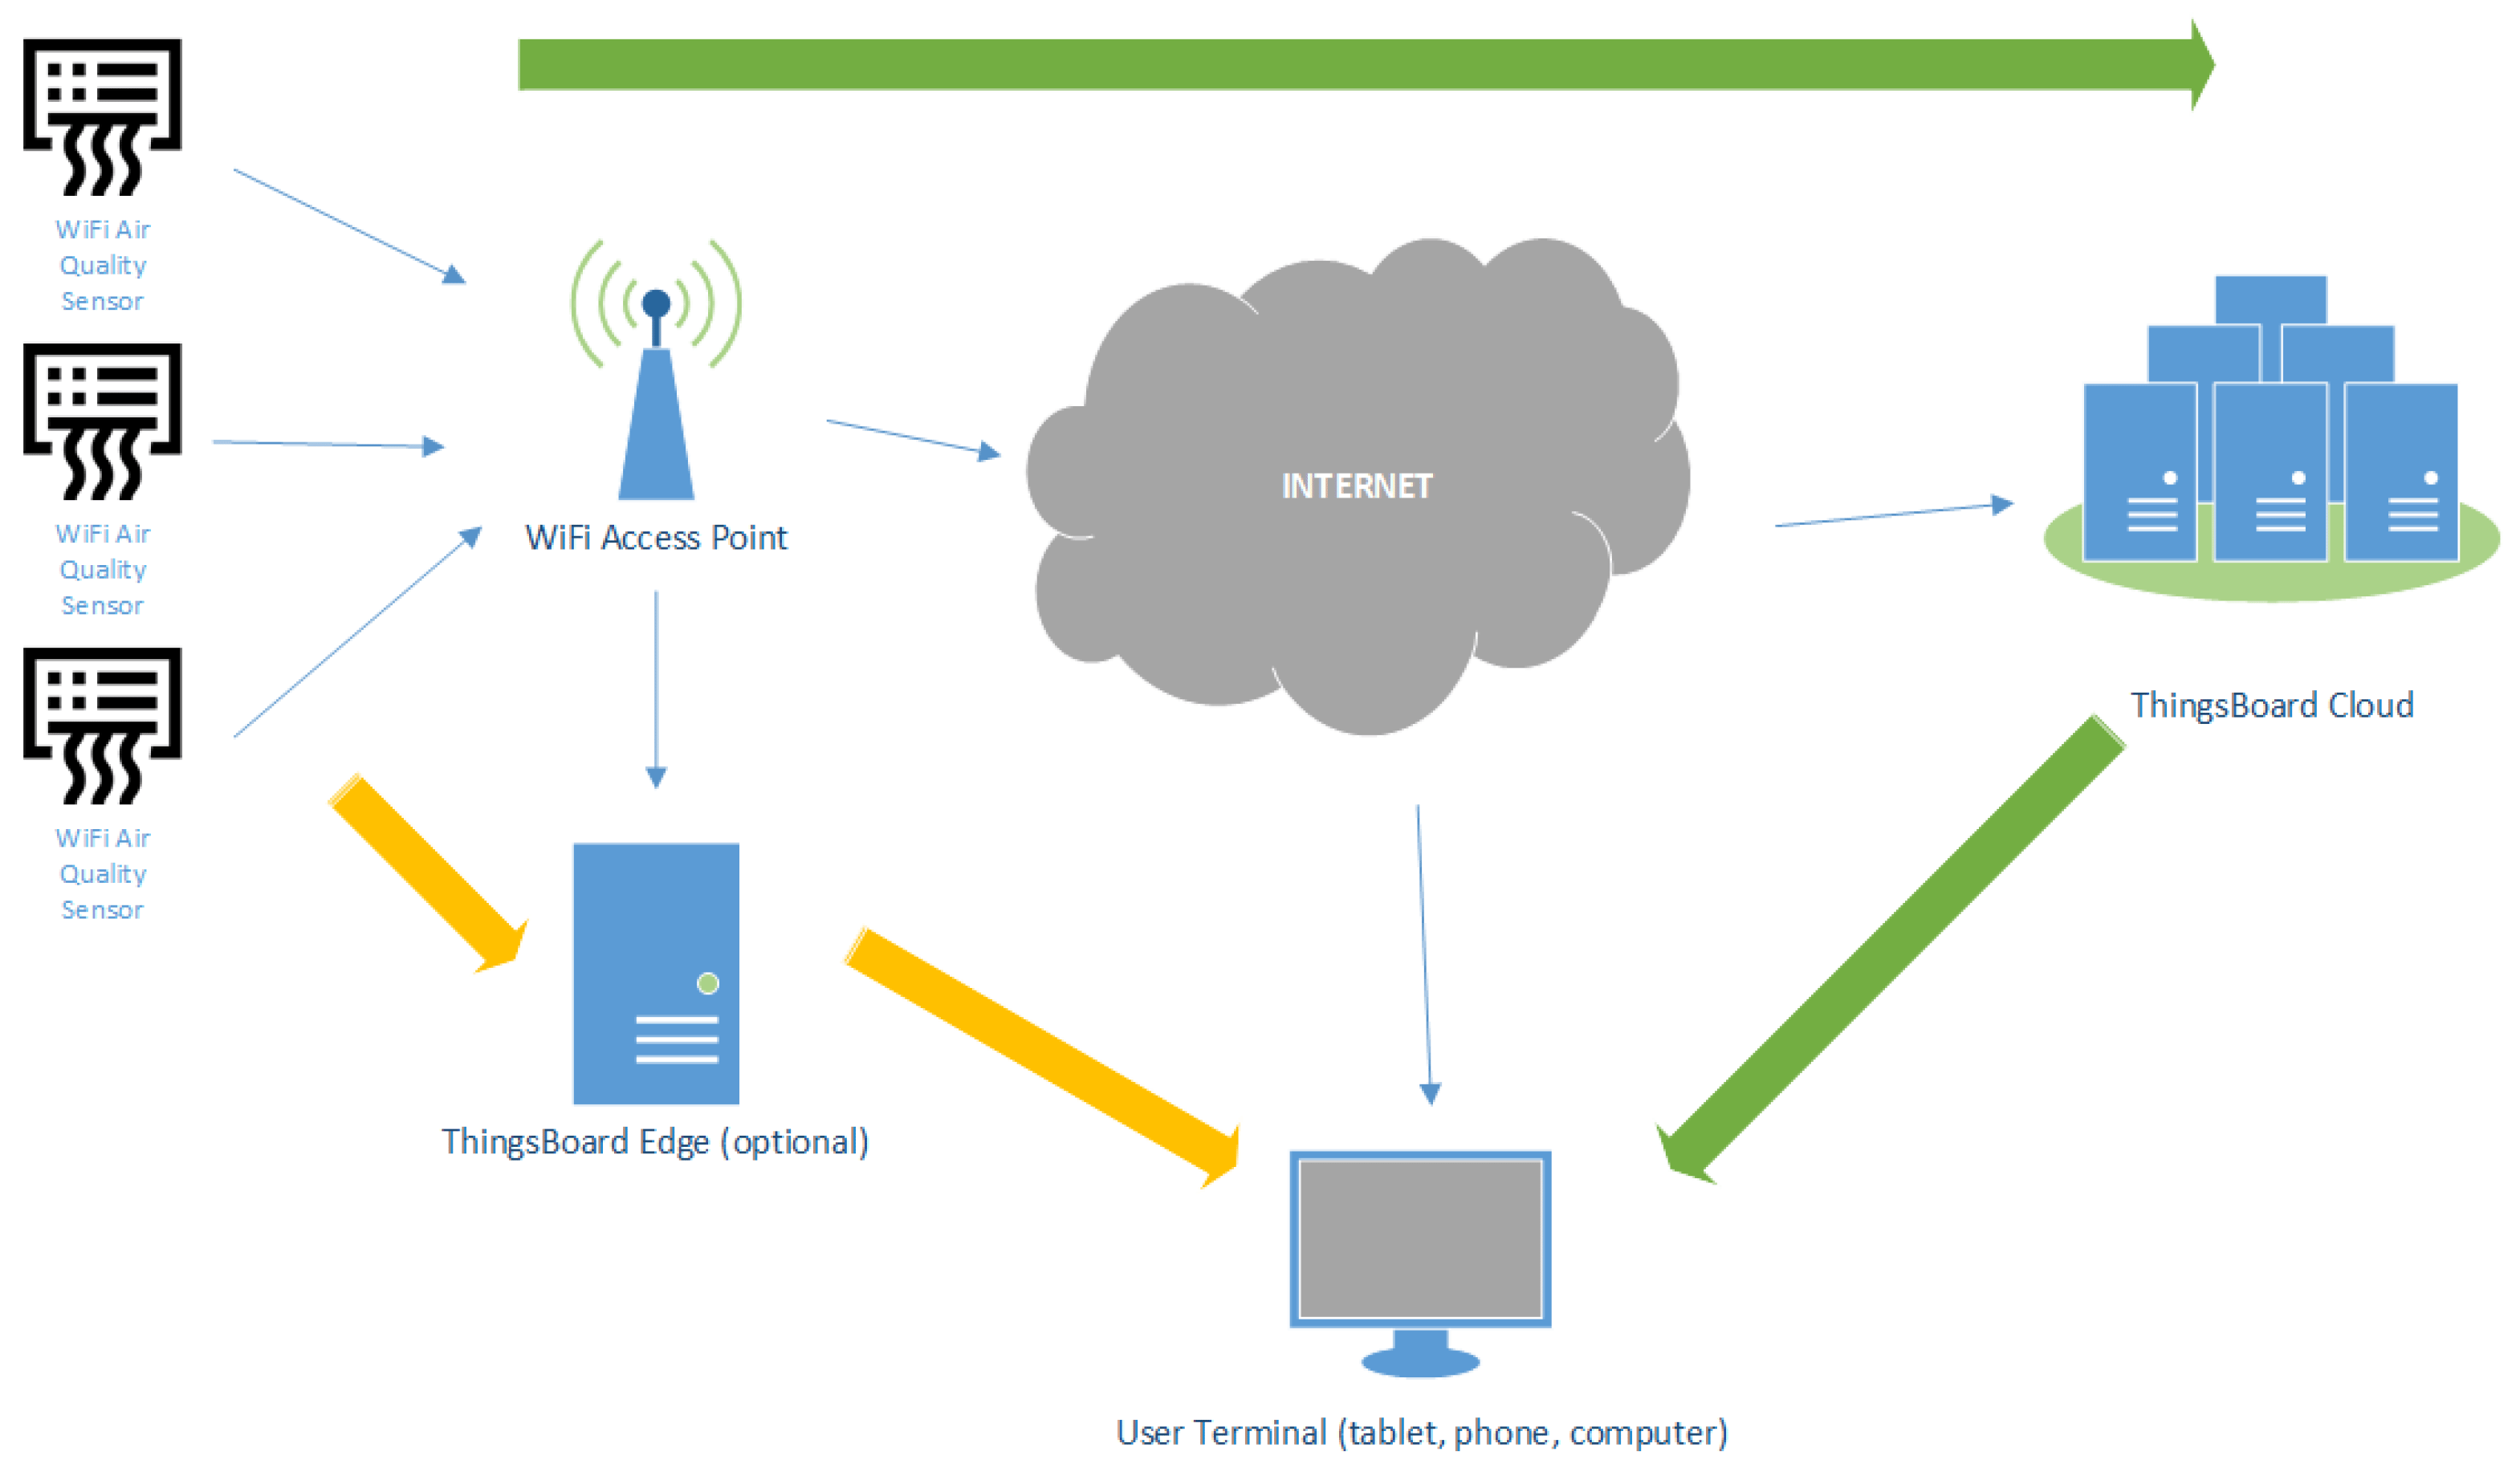 WiFi Air
Quality
Sensor
WiFi Air
Quality
Sensor
WiFi Air
Quality
Sensor
WiFi Access Point
INTERNET
ThingsBoard Cloud
ThingsBoard Edge (optional)
User Terminal (tablet, phone, computer)